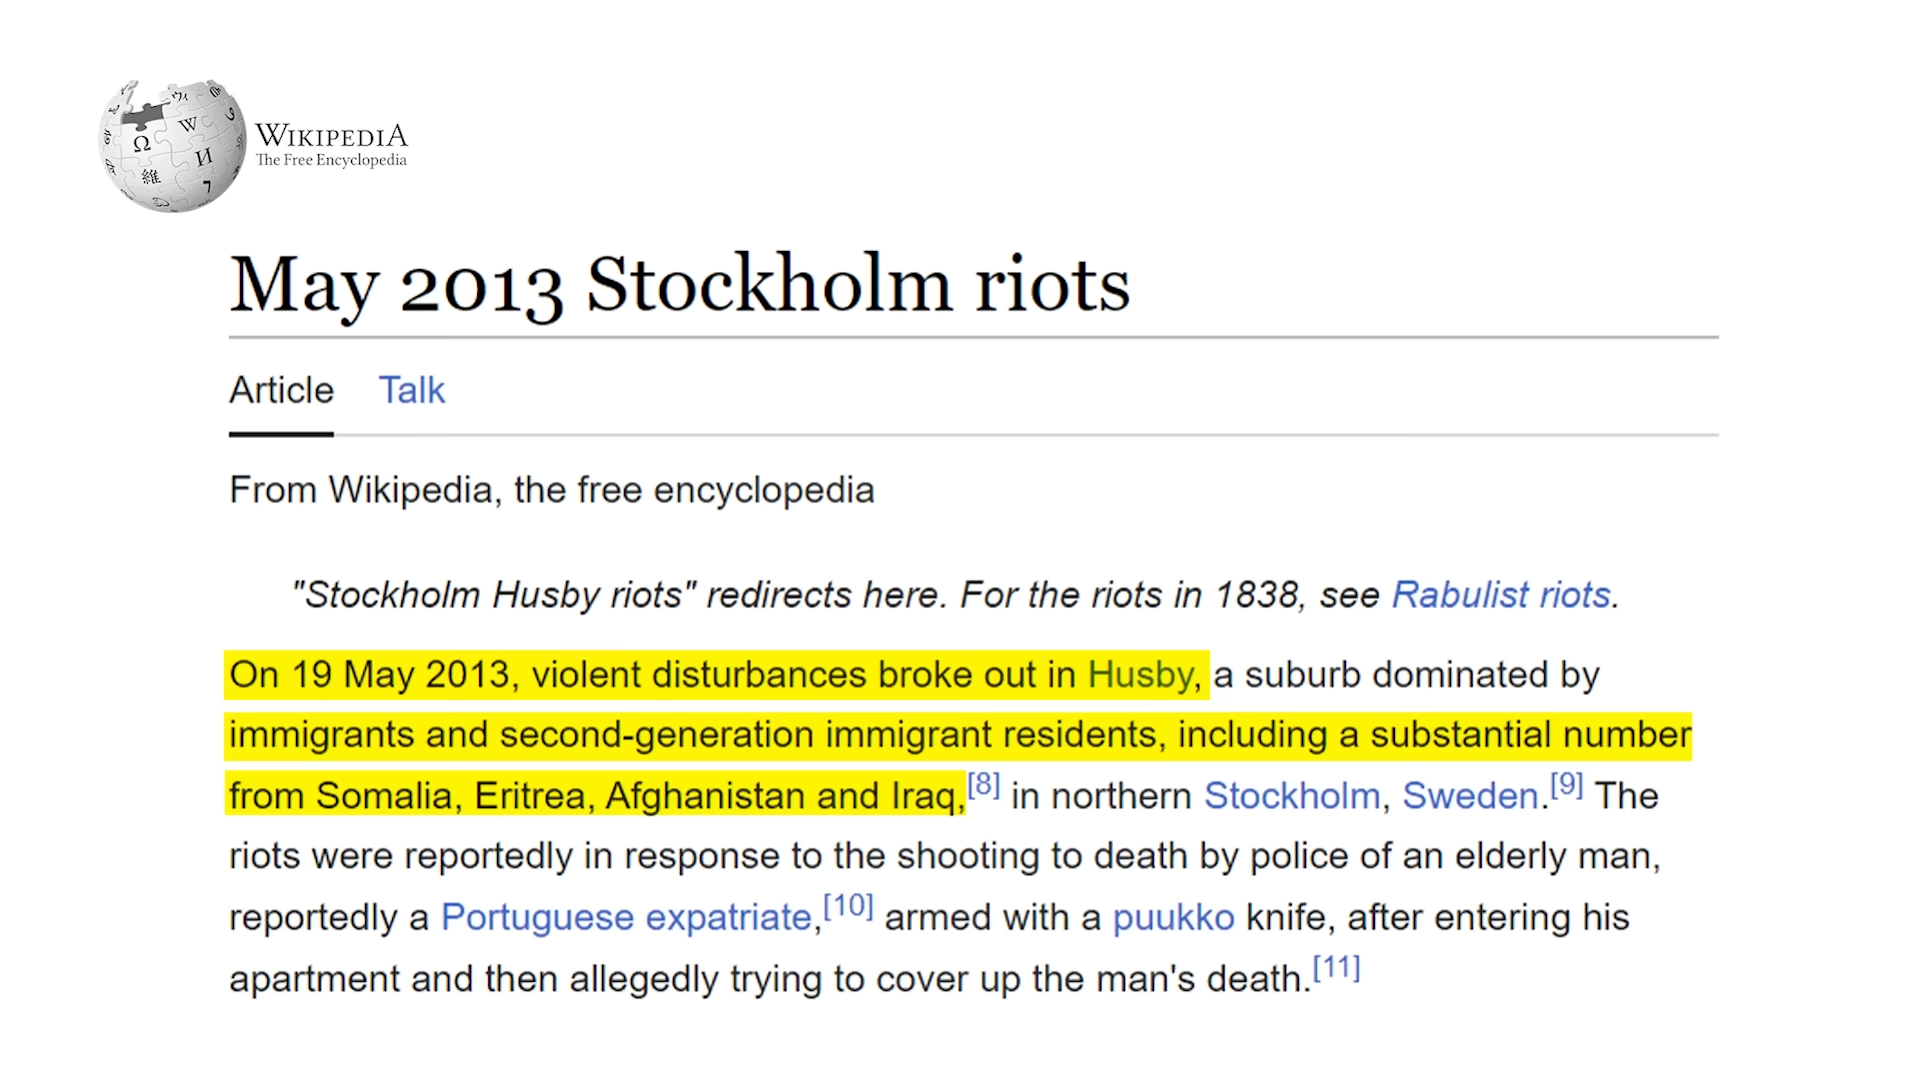 WIKIPEDIA
The Free Encyclopedia
May 2013 Stockholm riots
Article Talk
From Wikipedia, the free encyclopedia
"Stockholm Husby riots" redirects here. For the riots in 1838, see Rabulist riots.
On 19 May 2013, violent disturbances broke out in Husby, a suburb dominated by
immigrants and second-generation immigrant residents, including a substantial number
from Somalia, Eritrea, Afghanistan and Iraq,[8] in northern Stockholm, Sweden.[9] The
riots were reportedly in response to the shooting to death by police of an elderly man,
reportedly a Portuguese expatriate,[10] armed with a puukko knife, after entering his
apartment and then allegedly trying to cover up the man's death.[11]